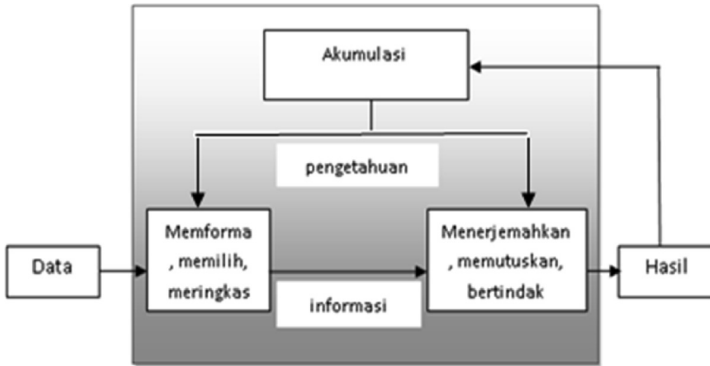 Akumulasi
pengetahuan
Data
Memforma
, memilih,
meringkas
informasi
Menerjemahkan
, memutuskan,
bertindak
Hasil